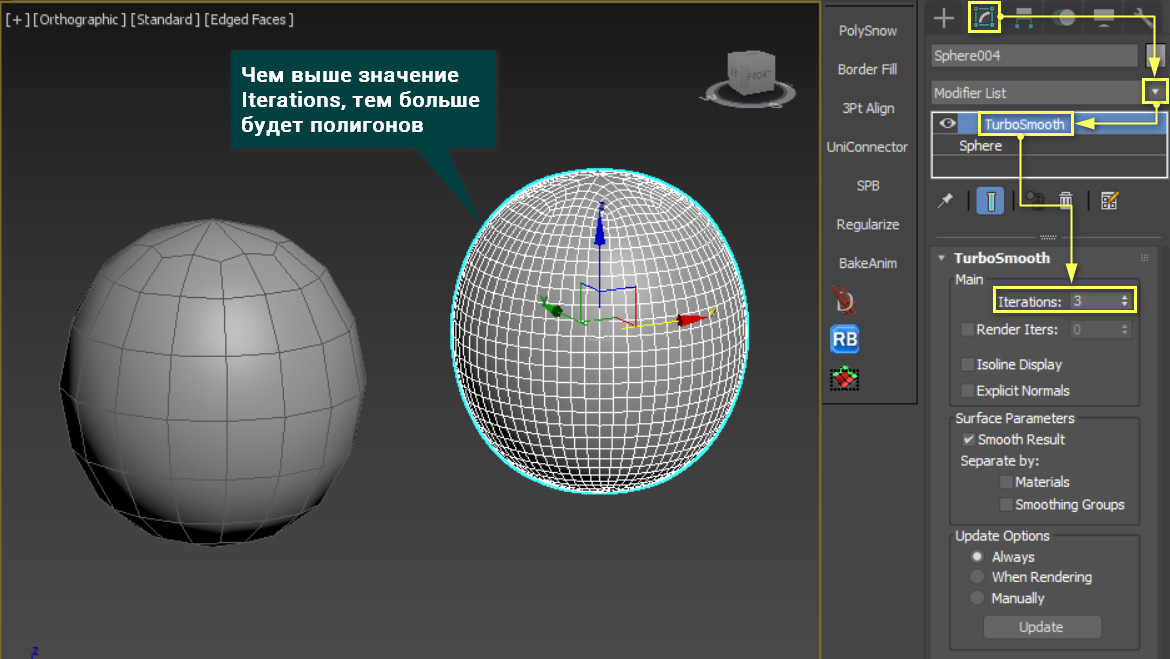 [+] [Orthographic] [Standard] [Edged Faces]
Чем выше значение
Iterations, тем больше
будет полигонов
FRONT
Z
PolySnow
Border Fill
3Pt Align
UniConnector
SPB
Regularize
BakeAnim
D
RB
Sphere004
Modifier List
TurboSmooth
Sphere
TurboSmooth
Main
Iterations: 3
Render Iters: 0
Isoline Display
Explicit Normals
Surface Parameters
Smooth Result
Separate by:
Materials
Smoothing Groups
Update Options
Always
When Rendering
Manually
Update